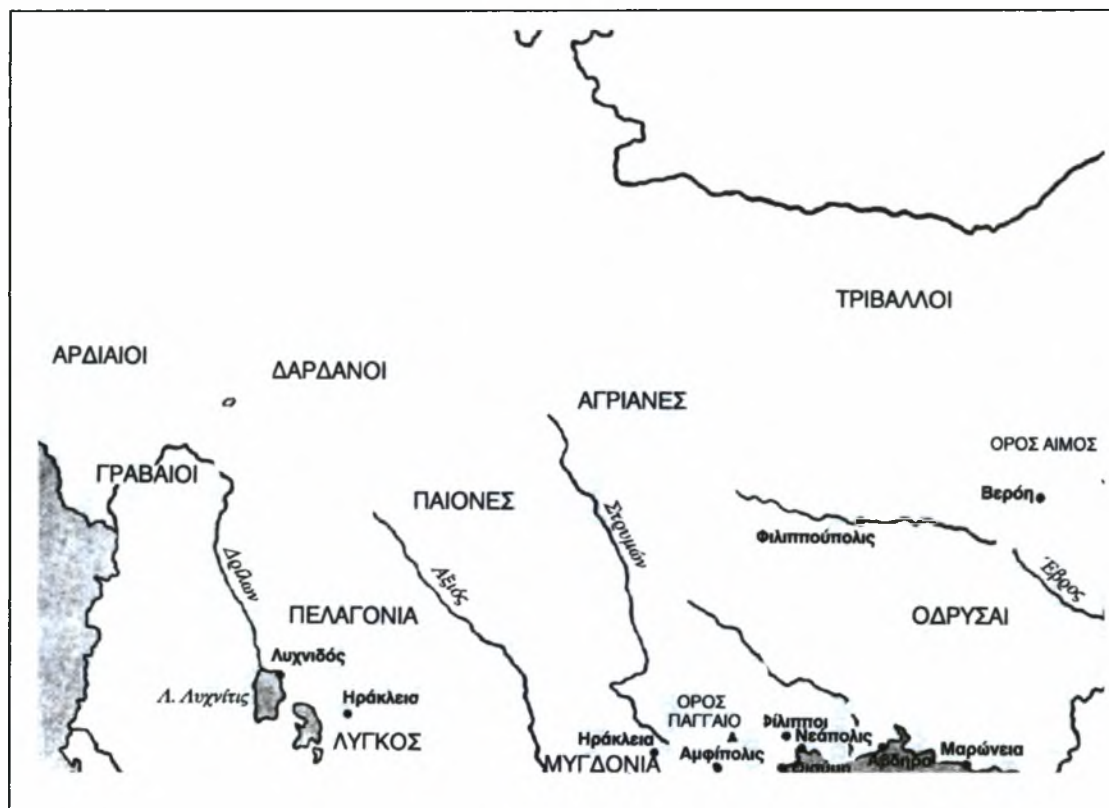 ΤΡΙΒΑΛΛΟΙ
ΑΡΔΙΑΙΟΙ
ΔΑΡΔΑΝΟΙ
ΑΓΡΙΑΝΕΣ
ΟΡΟΣ ΑΙΜΟΣ
ΓΡΑΒΑΙΟΙ
Βερόη
ΠΑΙΟΝΕΣ
Στρυμών
Φιλιππούπολις
Δρίλων
Αξιός
Έβρος
ΠΕΛΑΓΟΝΙΑ
ΟΔΡΥΣΑΙ
Λυχνιδός
Λ. Λυχνίτις
Ηράκλεισ
ΟΡΟΣ
ΠΑΓΓΑΙΟ
Φίλιπποι
Νεάπολις
ΛΥΓΚΟΣ
Ηράκλεια
Αμφίπολις
Μαρώνεια
ΜΥΓΔΟΝΙΑ
Άβδηρα